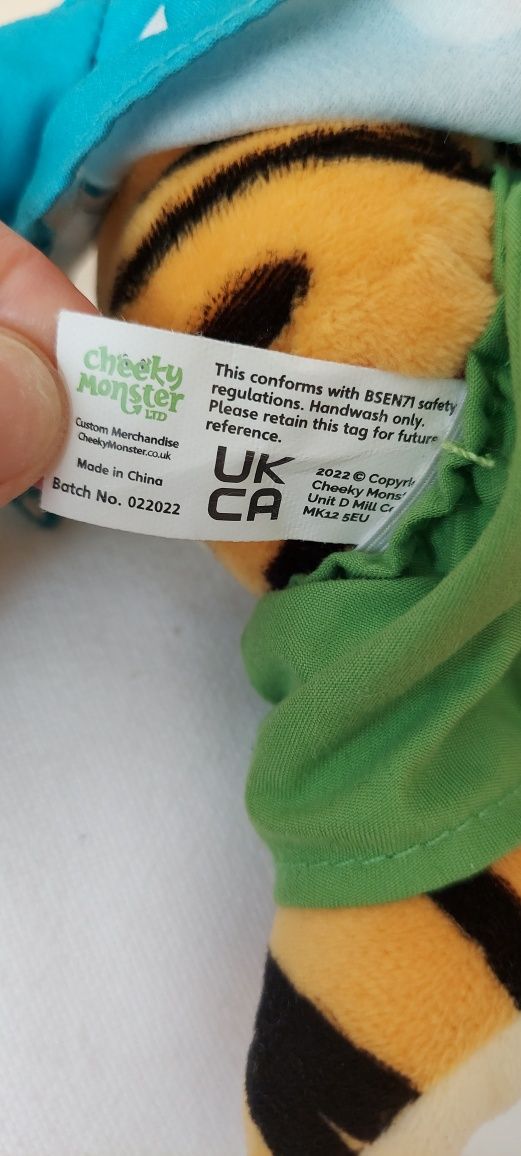 cheeky
Monster
LTD
Custom Merchandise
CheekyMonster.co.uk
Made in China
Batch No. 022022
This conforms with BSEN71 safety
regulations. Handwash only.
Please retain this tag for future
reference.
UK
CA
2022 ©
Cheeky
Unit D Mill
MK12 5EU